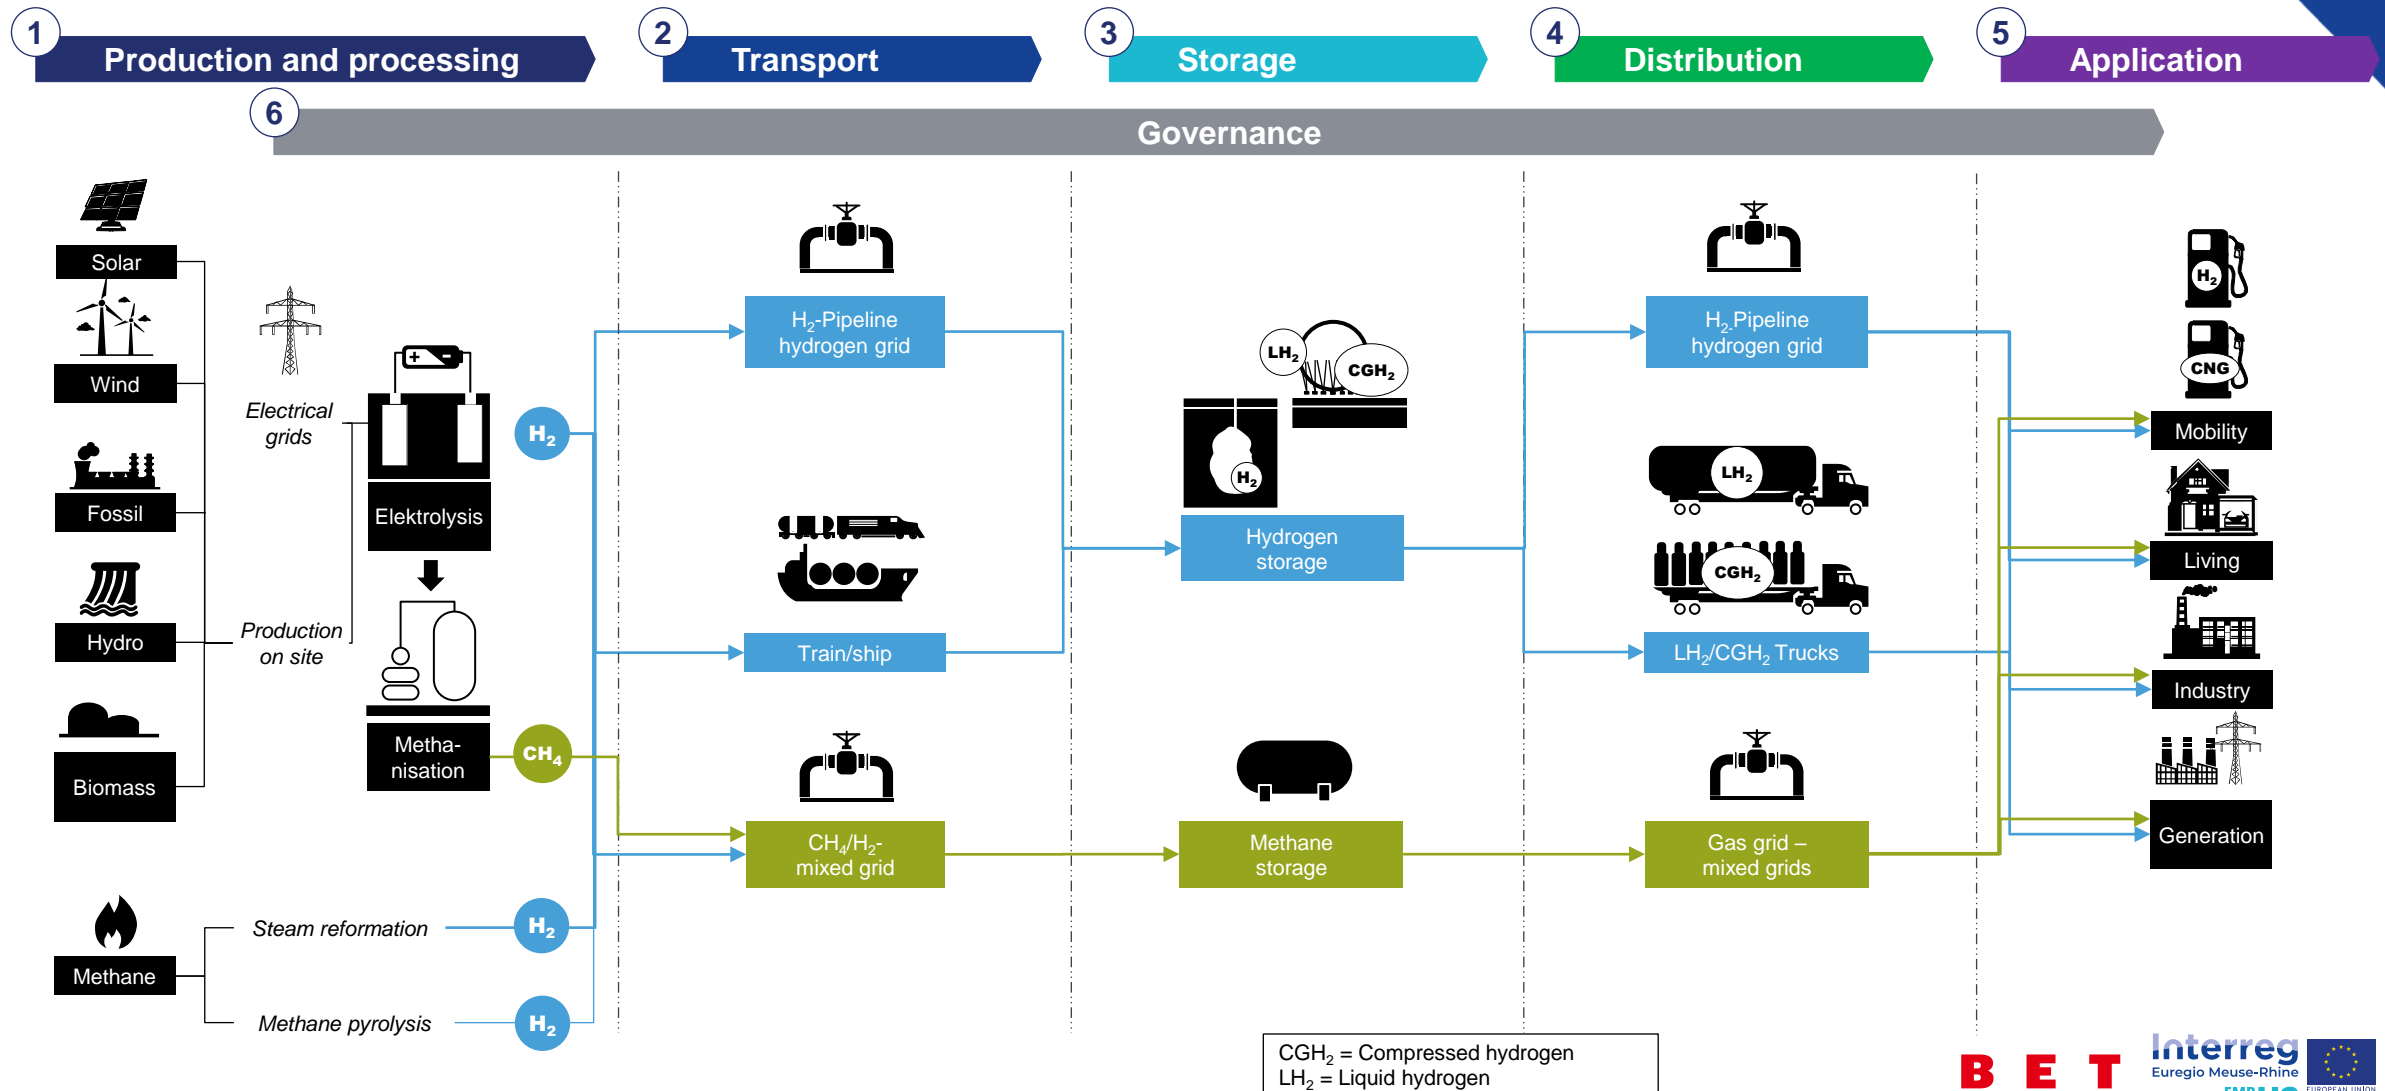 1
Production and processing
2
Transport
3
Storage
4
Distribution
5
Application
6
Governance
Solar
Wind
Fossil
Hydro
Biomass
Methane
Electrical
grids
Production
on site
Steam reformation
Methane pyrolysis
+ -
Elektrolysis
Metha-
nisation
H₂
CH₄
H₂
H₂
H₂-Pipeline
hydrogen grid
Train/ship
CH₄/H₂-
mixed grid
LH₂
CGH₂
H₂
Hydrogen
storage
Methane
storage
H₂-Pipeline
hydrogen grid
LH₂
CGH₂
LH₂/CGH₂ Trucks
Gas grid –
mixed grids
H₂
CNG
Mobility
Living
Industry
Generation
CGH₂ = Compressed hydrogen
LH₂ = Liquid hydrogen
B E T
Interreg
Euregio Meuse-Rhine
EUROPEAN UNION